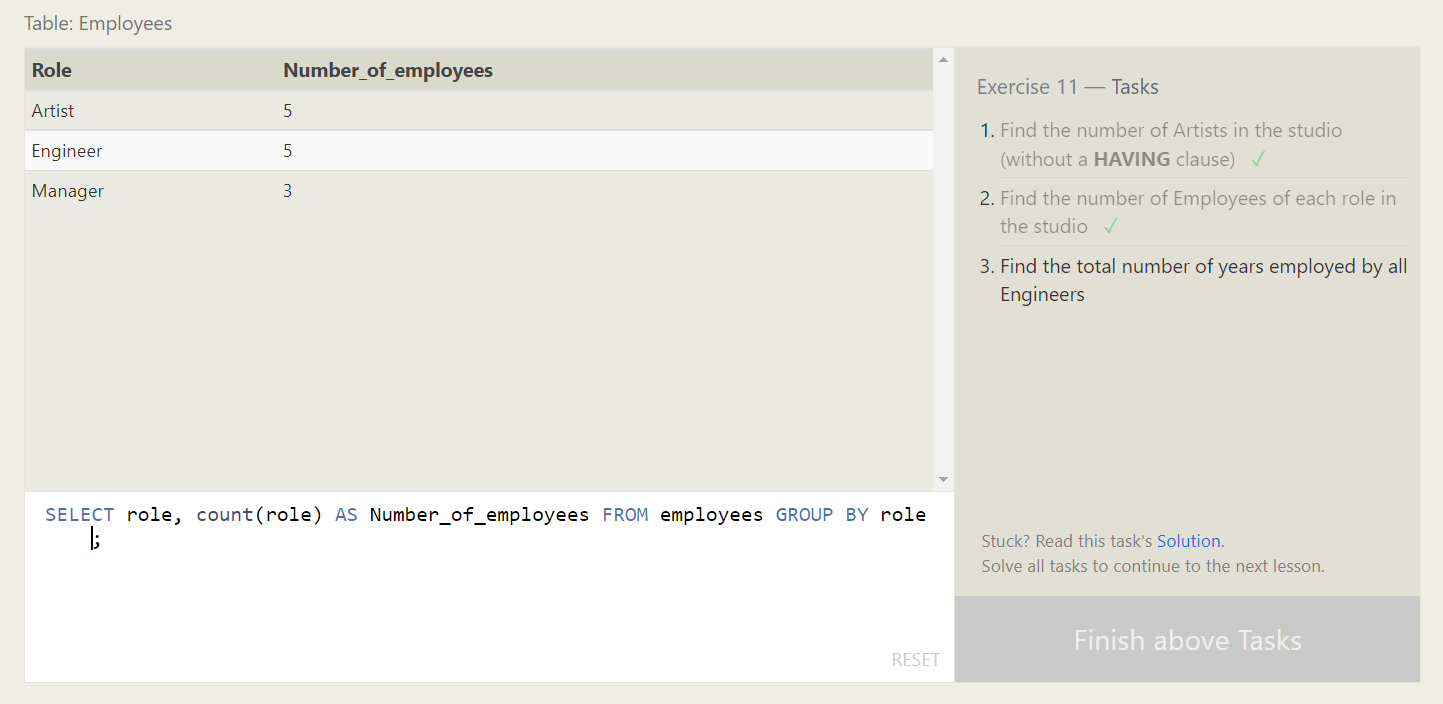 Table: Employees
Role Number_of_employees
Artist 5
Engineer 5
Manager 3
SELECT role, count(role) AS Number_of_employees FROM employees GROUP BY role
;
RESET
Exercise 11 — Tasks
1. Find the number of Artists in the studio
(without a HAVING clause) ✓
2. Find the number of Employees of each role in
the studio ✓
3. Find the total number of years employed by all
Engineers
Stuck? Read this task's Solution.
Solve all tasks to continue to the next lesson.
Finish above Tasks